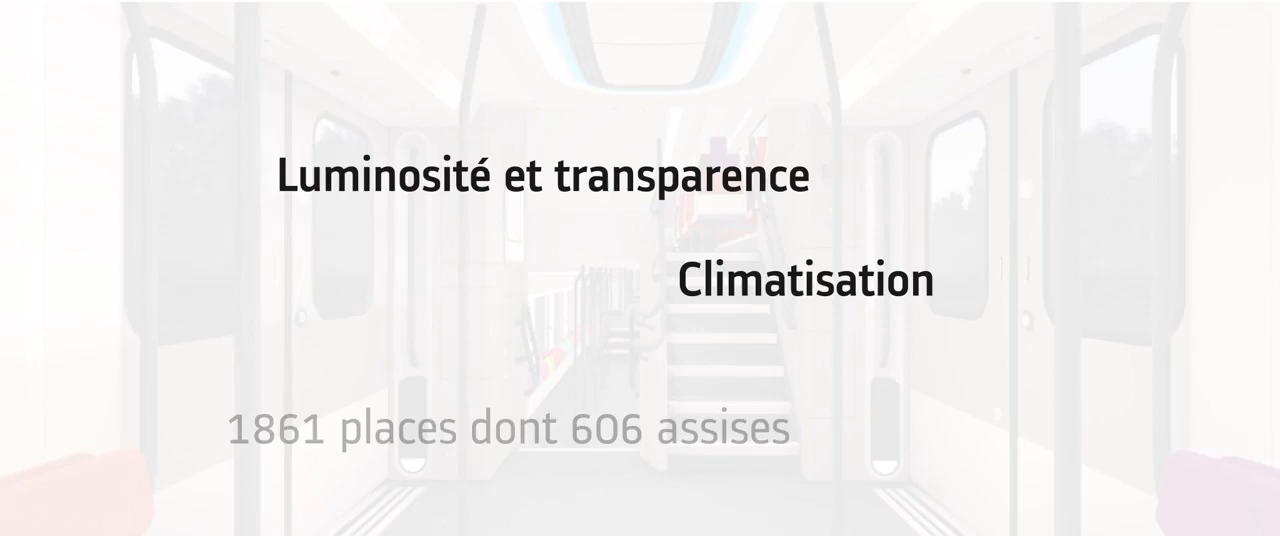 Luminosité et transparence
Climatisation
1861 places dont 606 assises